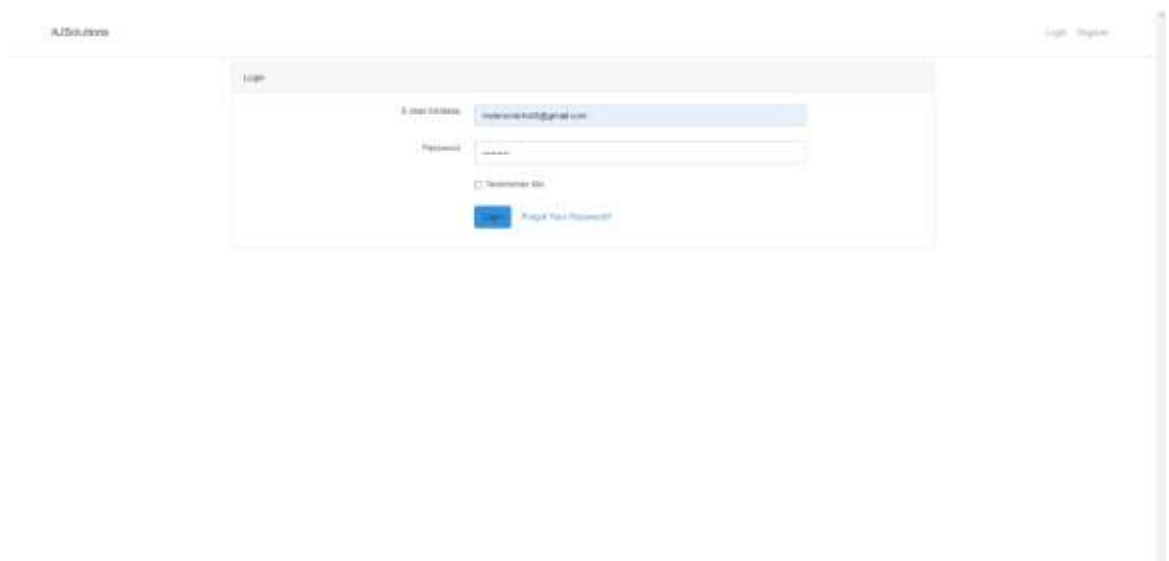 AJSolutions
Login Register
Login
E-Mail Address
Password
Remember Me
Login Forgot Your Password?